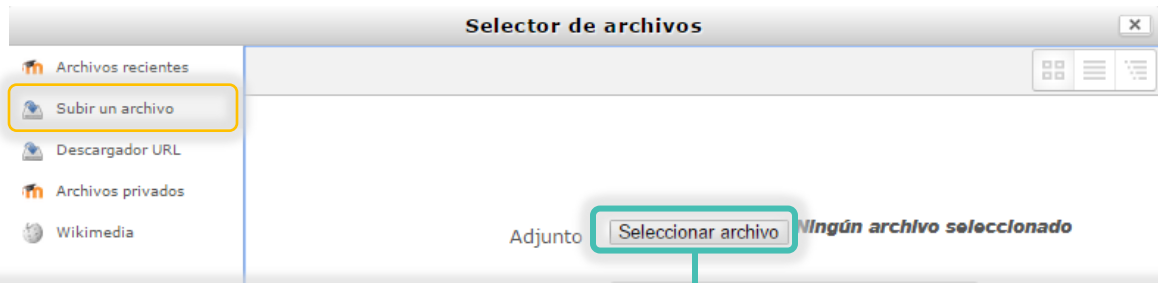 Selector de archivos
Archivos recientes
Subir un archivo
Descargador URL
Archivos privados
Wikimedia
Adjunto Seleccionar archivo Ningún archivo seleccionado